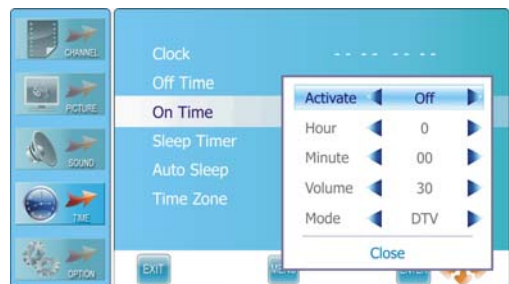 CHANNEL
PICTURE
SOUND
TIME
OPTION
Clock -- -- -- --
Off Time
On Time
Sleep Timer
Auto Sleep
Time Zone
Activate Off
Hour 0
Minute 00
Volume 30
Mode DTV
Close
EXIT